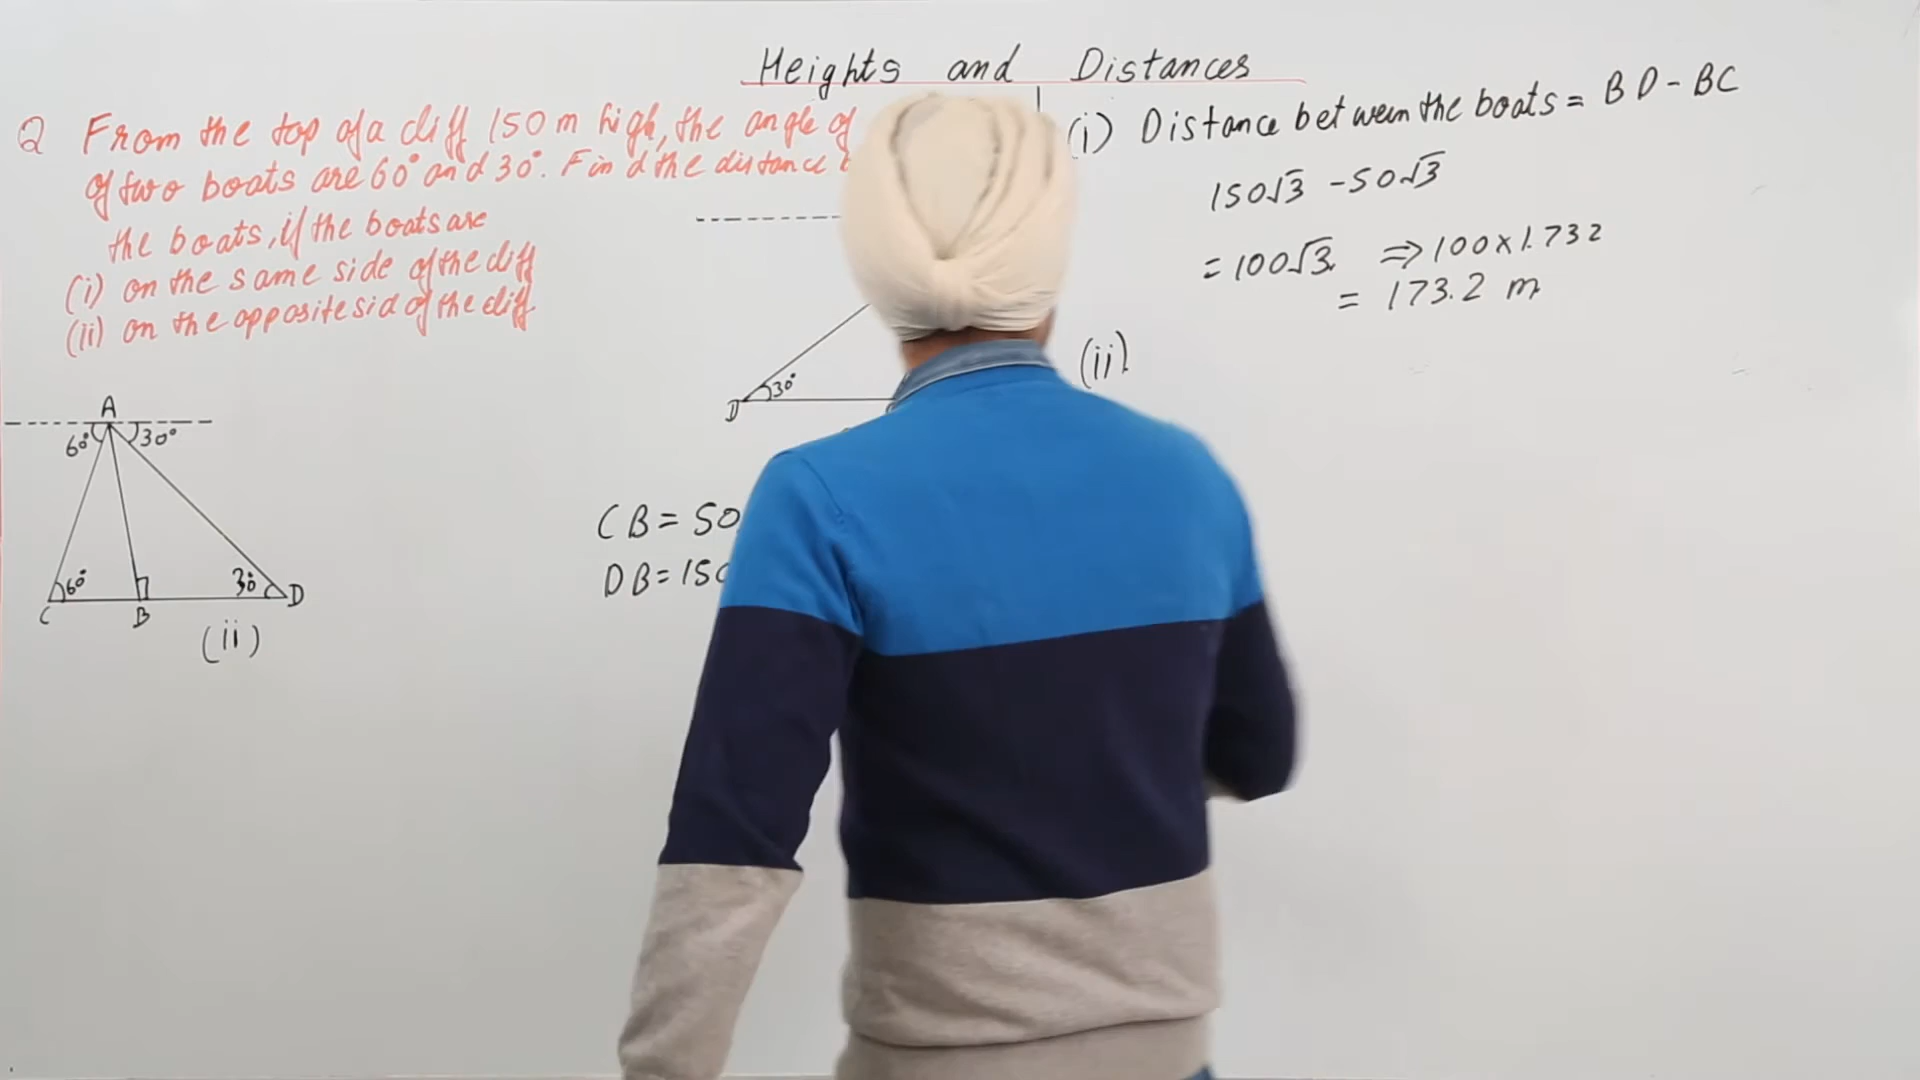 Heights and Distances
Q From the top of a cliff 150 m high, the angle of
of two boats are 60° and 30°. Find the distance
the boats, if the boats are
(i) on the same side of the cliff
(ii) on the opposite sid of the cliff.
A
60° 30°
60° 30°
C B D
(ii)
30°
D
CB = 50
DB = 150
(i) Distance between the boats = BD - BC
150√3 - 50√3
= 100√3 ⇒ 100 x 1.732
= 173.2 m
(ii)